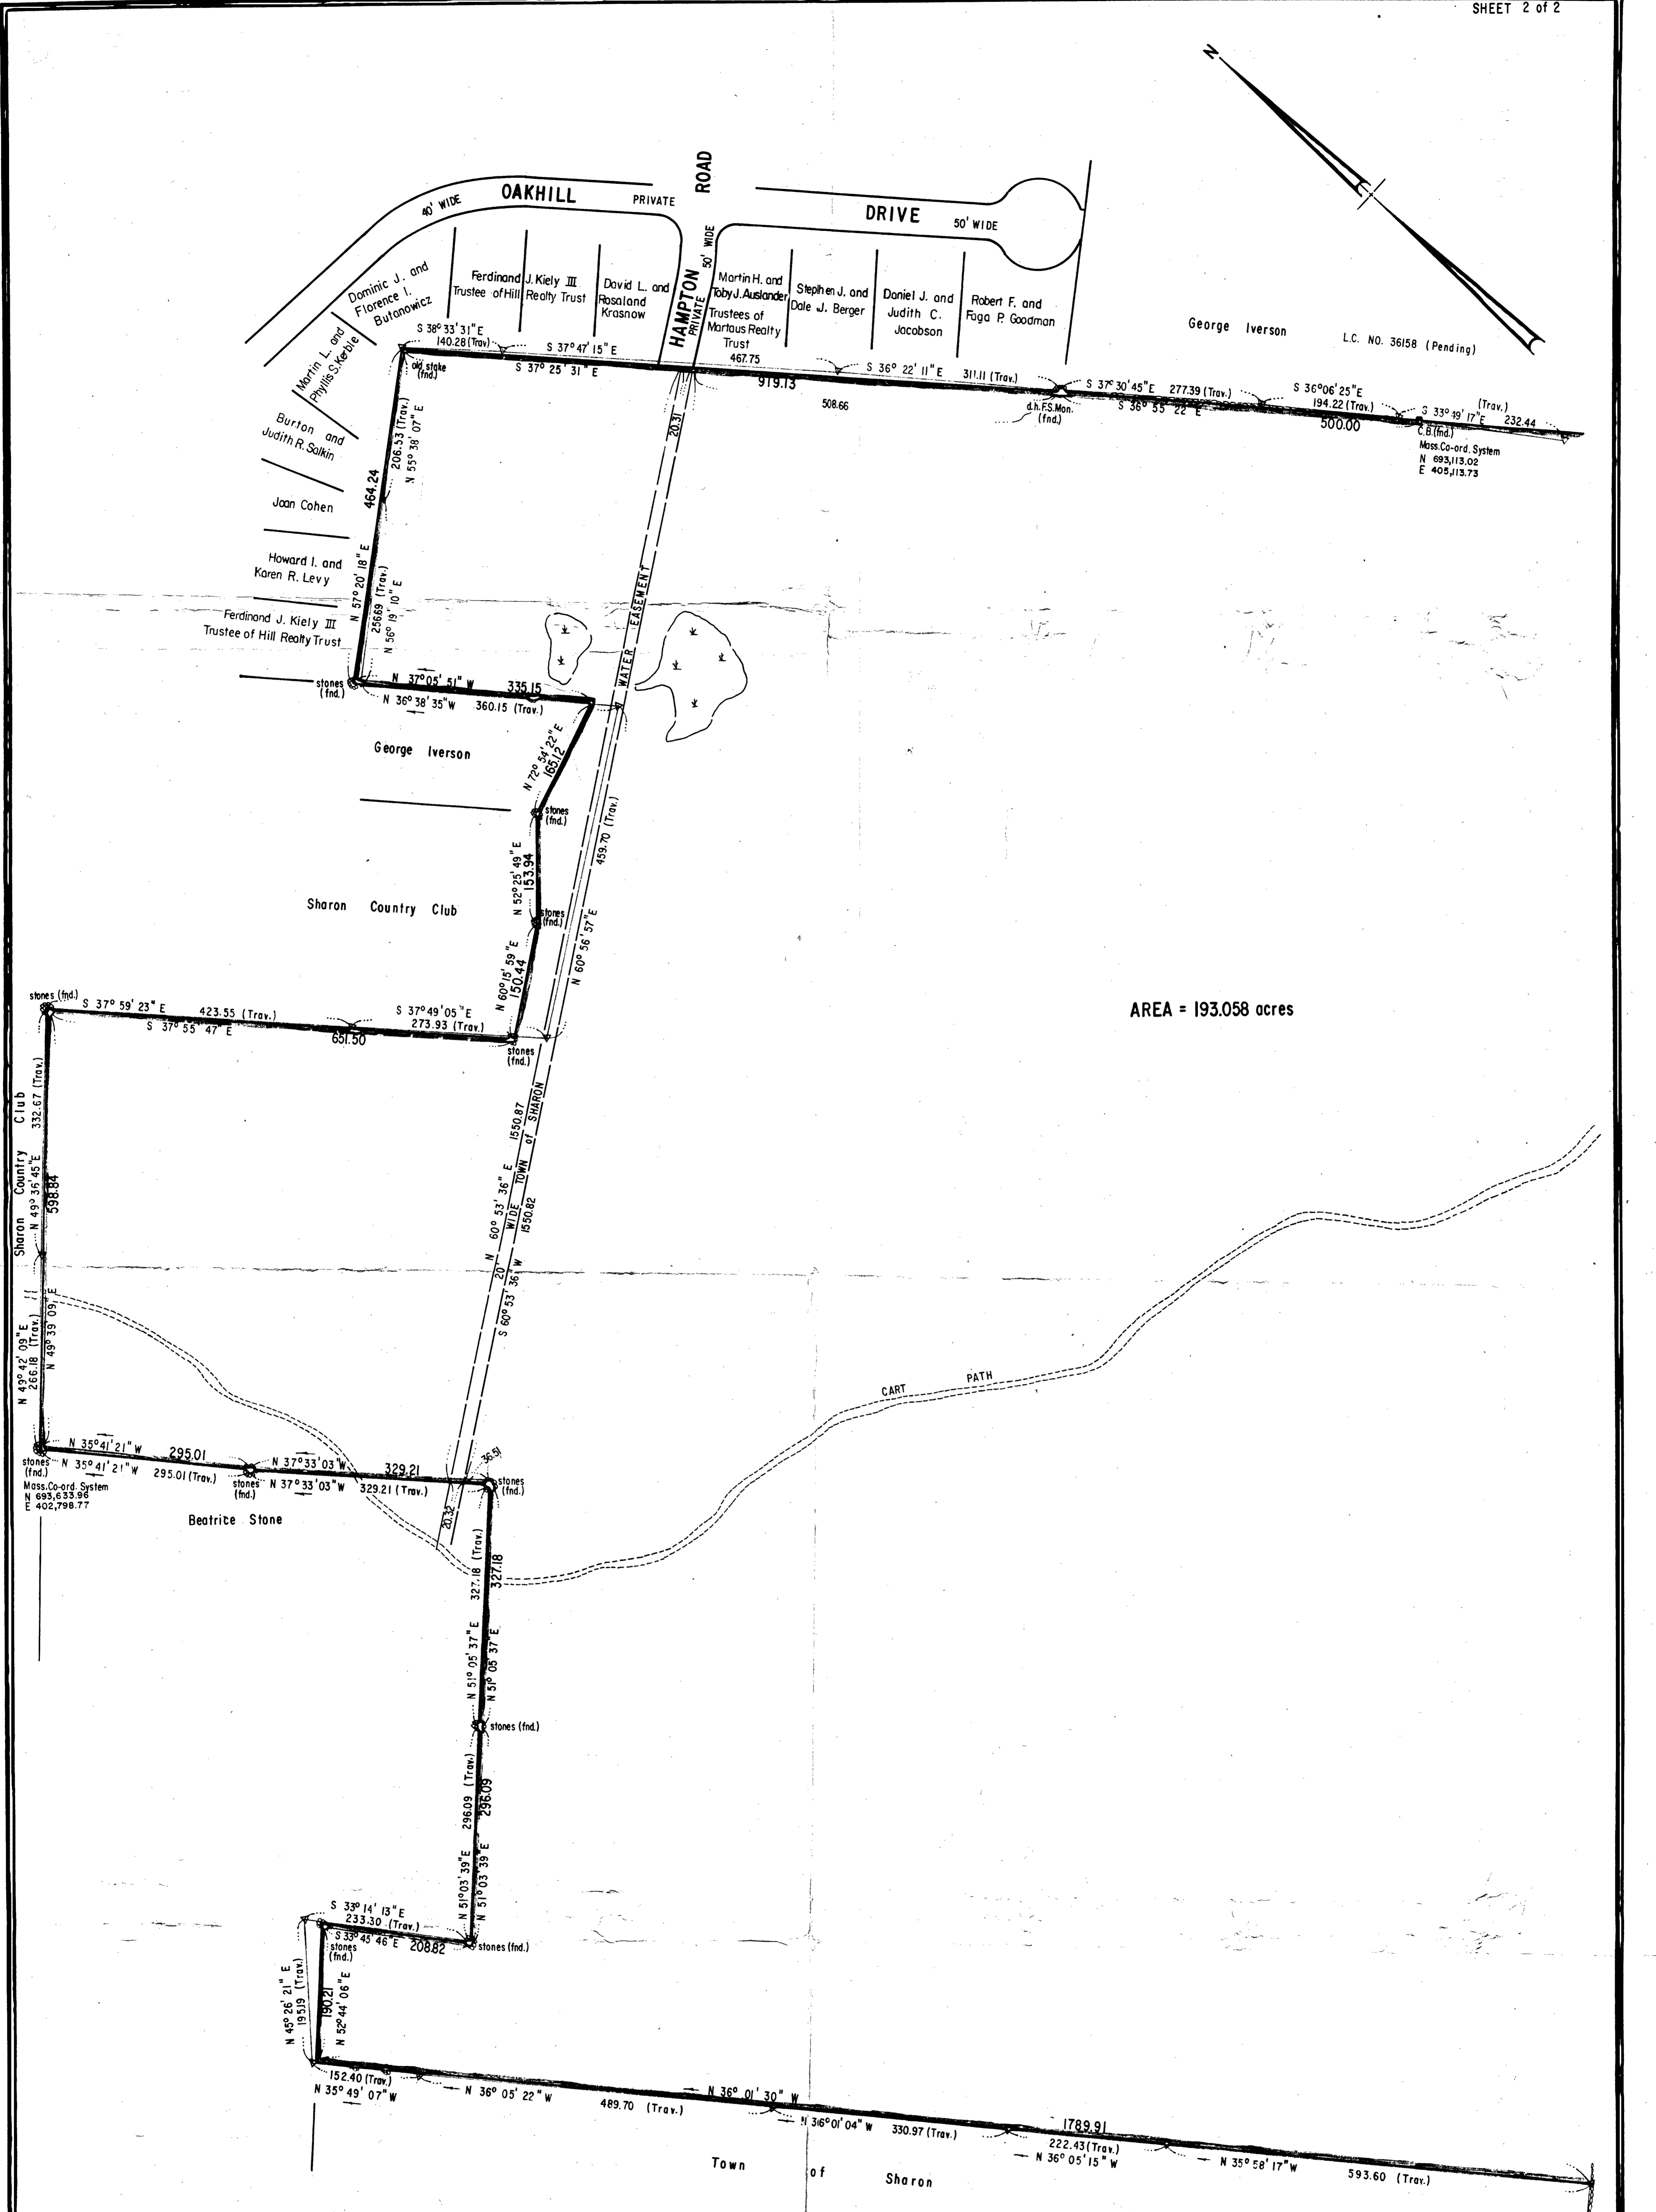 SHEET 2 of 2
N
OAKHILL
DRIVE
40' WIDE
PRIVATE
50' WIDE
HAMPTON
ROAD
PRIVATE
50' WIDE
Dominic J. and
Florence I.
Butanowicz
Ferdinand J. Kiely III
Trustee of Hill Realty Trust
David L. and
Rosaland
Krasnow
Martin H. and
Toby J. Auslander
Trustees of
Martaus Realty
Trust
Stephen J. and
Dale J. Berger
Daniel J. and
Judith C.
Jacobson
Robert F. and
Faga P. Goodman
George Iverson
L.C. NO. 36158 (Pending)
Martin L. and
Phyllis S. Kerble
Burton and
Judith R. Salkin
Joan Cohen
Howard I. and
Karen R. Levy
Ferdinand J. Kiely III
Trustee of Hill Realty Trust
S 38° 33' 31" E
140.28 (Trav)
S 37° 47' 15" E
467.75
S 37° 25' 31" E
919.13
508.66
S 36° 22' 11" E 311.11 (Trav.)
S 37° 30' 45" E 277.39 (Trav.)
S 36° 55' 22" E
500.00
S 36° 06' 25" E
194.22 (Trav.)
S 33° 49' 17" E 232.44
(Trav.)
old stake
(fnd.)
d.h.F.S.Mon.
(fnd.)
C.B.(fnd.)
Mass.Co-ord. System
N 693,113.02
E 405,113.73
20.31
206.53 (Trav.)
N 55° 38' 07" E
464.24
N 57° 20' 18" E
256.69 (Trav.)
N 56° 19' 10" E
stones
(fnd.)
N 37° 05' 51" W 335.15
N 36° 38' 35" W 360.15 (Trav.)
WATER EASEMENT
George Iverson
N 72° 54' 22" E
165.12
stones
(fnd.)
459.70 (Trav.)
N 60° 56' 57" E
N 52° 25' 49" E
153.94
Sharon Country Club
stones
(fnd.)
N 60° 15' 59" E
150.44
stones (fnd.)
S 37° 59' 23" E 423.55 (Trav.)
S 37° 49' 05" E
273.93 (Trav.)
S 37° 55' 47" E
651.50
stones
(fnd.)
AREA = 193.058 acres
Sharon Country Club
332.67 (Trav.)
N 49° 36' 45" E
598.84
N 49° 42' 09" E
266.18 (Trav.)
N 49° 39' 09" E
N 60° 53' 36" E 1550.87
20' WIDE TOWN of SHARON
S 60° 53' 36" W 1550.82
CART PATH
N 35° 41' 21" W 295.01
N 35° 41' 21" W 295.01 (Trav.)
stones
(fnd.)
Mass.Co-ord. System
N 693,633.96
E 402,798.77
stones
(fnd.)
N 37° 33' 03" W 329.21
N 37° 33' 03" W 329.21 (Trav.)
36.51
stones
(fnd.)
20.32
Beatrice Stone
327.18 (Trav.)
327.18
N 51° 05' 37" E
N 51° 05' 37" E
stones (fnd.)
296.09 (Trav.)
296.09
N 51° 03' 39" E
N 51° 03' 39" E
S 33° 14' 13" E
233.30 (Trav.)
S 33° 45' 46" E 208.82
stones
(fnd.)
stones (fnd.)
N 45° 26' 21" E
195.19 (Trav.)
190.21
N 52° 44' 06" E
152.40 (Trav.)
N 35° 49' 07" W
N 36° 05' 22" W
489.70 (Trav.)
N 36° 01' 30" W
N 36° 01' 04" W 330.97 (Trav.)
1789.91
222.43 (Trav.)
N 36° 05' 15" W
N 35° 58' 17" W
593.60 (Trav.)
Town of Sharon